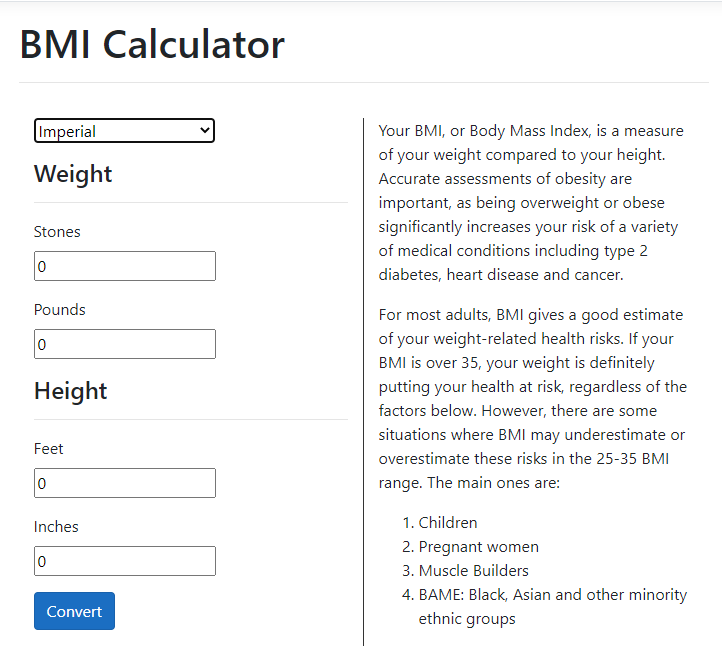 BMI Calculator
Imperial
Weight
Stones
0
Pounds
0
Height
Feet
0
Inches
0
Convert
Your BMI, or Body Mass Index, is a measure
of your weight compared to your height.
Accurate assessments of obesity are
important, as being overweight or obese
significantly increases your risk of a variety
of medical conditions including type 2
diabetes, heart disease and cancer.
For most adults, BMI gives a good estimate
of your weight-related health risks. If your
BMI is over 35, your weight is definitely
putting your health at risk, regardless of the
factors below. However, there are some
situations where BMI may underestimate or
overestimate these risks in the 25-35 BMI
range. The main ones are:
1. Children
2. Pregnant women
3. Muscle Builders
4. BAME: Black, Asian and other minority
ethnic groups